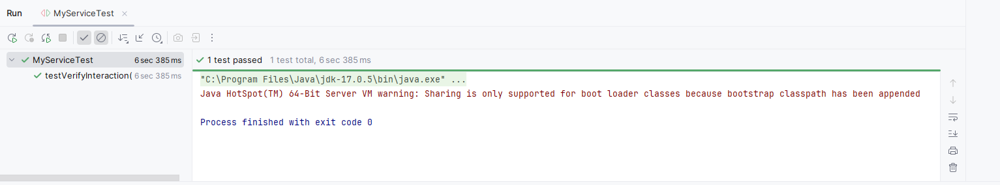 Run MyServiceTest
MyServiceTest 6 sec 385 ms
testVerifyInteraction( 6 sec 385 ms
1 test passed 1 test total, 6 sec 385 ms
"C:\Program Files\Java\jdk-17.0.5\bin\java.exe" ...
Java HotSpot(TM) 64-Bit Server VM warning: Sharing is only supported for boot loader classes because bootstrap classpath has been appended
Process finished with exit code 0